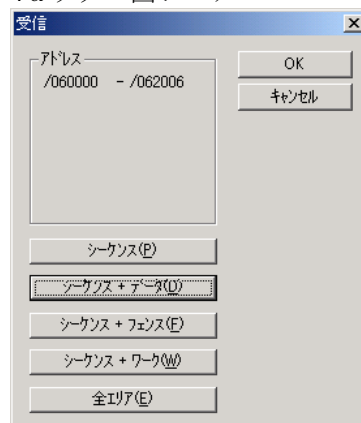 受信
アドレス
/060000 - /062006
OK
キャンセル
シーケンス(P)
シーケンス + データ(D)
シーケンス + フェンス(F)
シーケンス + ワーク(W)
全エリア(E)